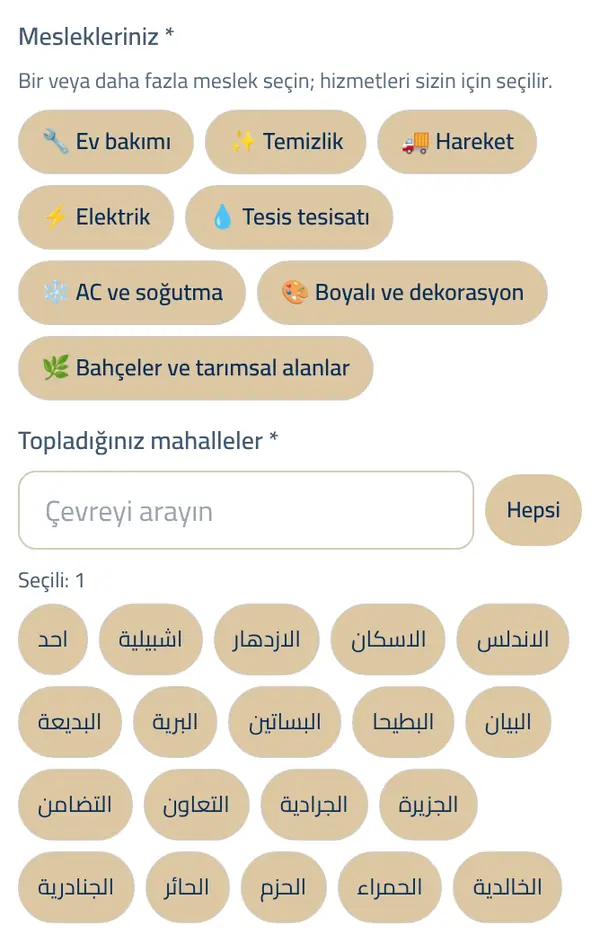 Meslekleriniz *
Bir veya daha fazla meslek seçin; hizmetleri sizin için seçilir.
🔧 Ev bakımı ✨ Temizlik 🚚 Hareket
⚡ Elektrik 💧 Tesis tesisatı
❄️ AC ve soğutma 🎨 Boyalı ve dekorasyon
🌿 Bahçeler ve tarımsal alanlar
Topladığınız mahalleler *
Çevreyi arayın Hepsi
Seçili: 1
احد اشبيلية الازدهار الاسكان الاندلس
البديعة البرية البساتين البطيحا البيان
التضامن التعاون الجرادية الجزيرة
الجنادرية الحائر الحزم الحمراء الخالدية